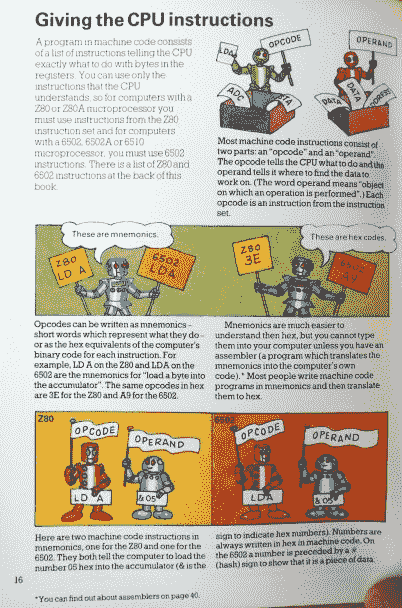 Giving the CPU instructions
A program in machine code consists
of a list of instructions telling the CPU
exactly what to do with bytes in the
registers. You can use only the
instructions that the CPU
understands, so for computers with a
Z80 or Z80A microprocessor you
must use instructions from the Z80
instruction set and for computers
with a 6502, 6502A or 6510
microprocessor, you must use 6502
instructions. There is a list of Z80 and
6502 instructions at the back of this
book.
LDA
OPCODE
OPERAND
ADC
DATA
DATA
Most machine code instructions consist of
two parts: an "opcode" and an "operand".
The opcode tells the CPU what to do and the
operand tells it where to find the data to
work on. (The word operand means "object
on which an operation is performed".) Each
opcode is an instruction from the instruction
set.
These are mnemonics.
Z80
LD A
6502
LDA
These are hex codes.
Z80
3E
Opcodes can be written as mnemonics –
short words which represent what they do –
or as the hex equivalents of the computer's
binary code for each instruction. For
example, LD A on the Z80 and LDA on the
6502 are the mnemonics for "load a byte into
the accumulator". The same opcodes in hex
are 3E for the Z80 and A9 for the 6502.
Mnemonics are much easier to
understand then hex, but you cannot type
them into your computer unless you have an
assembler (a program which translates the
mnemonics into the computer's own
code).* Most people write machine code
programs in mnemonics and then translate
them to hex.
Z80
OPCODE
OPERAND
LD A
& 05
OPCODE
OPERAND
LDA
& 05
Here are two machine code instructions in
mnemonics, one for the Z80 and one for the
6502. They both tell the computer to load the
number 05 hex into the accumulator (& is the
sign to indicate hex numbers). Numbers are
always written in hex in machine code. On
the 6502 a number is preceded by a #
(hash) sign to show that it is a piece of data.
16
*You can find out about assemblers on page 40.